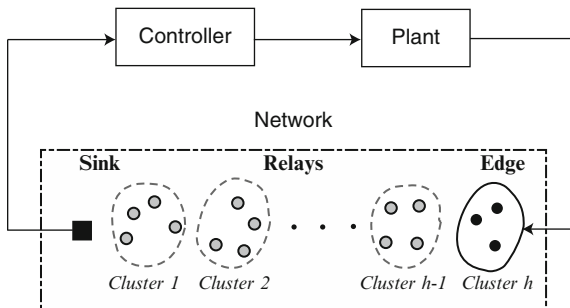 Controller
Plant
Network
Sink
Relays
Edge
Cluster 1
Cluster 2
Cluster h-1
Cluster h